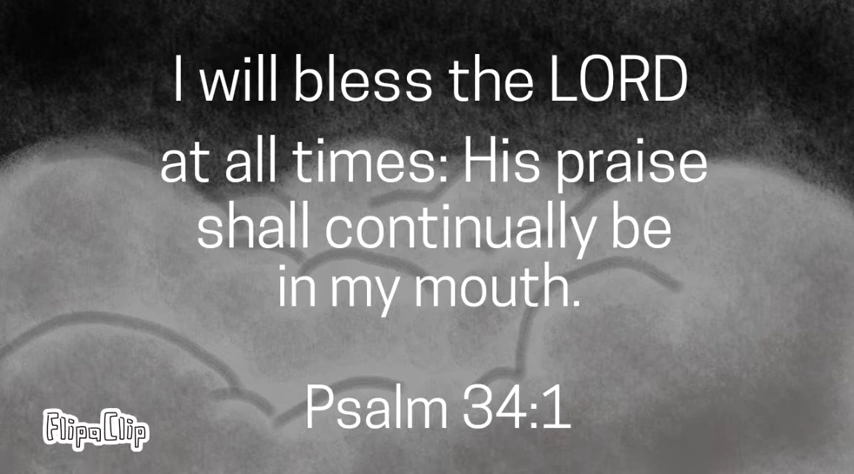 I will bless the LORD
at all times: His praise
shall continually be
in my mouth.
Psalm 34:1
FlipaClip